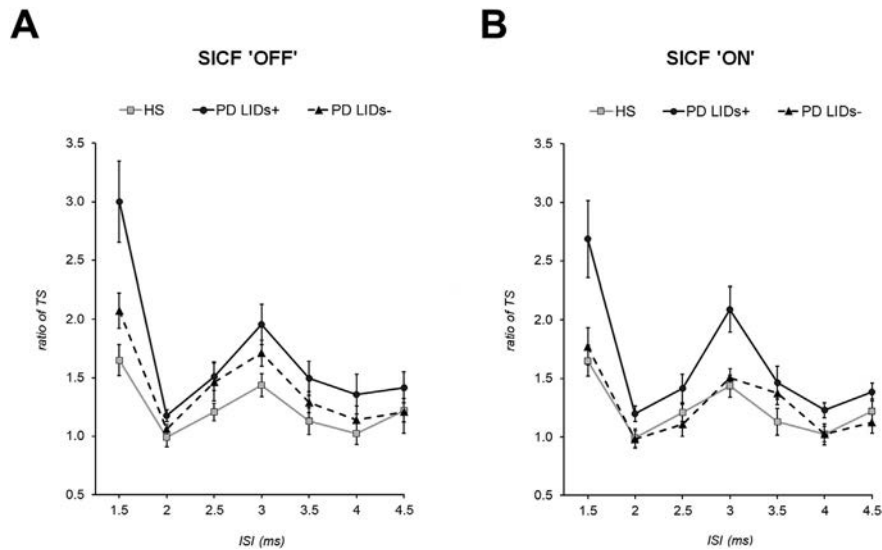 A
SICF 'OFF'
HS PD LIDs+ PD LIDs-
3.5
3.0
2.5
2.0
1.5
1.0
0.5
ratio of TS
1.5 2 2.5 3 3.5 4 4.5
ISI (ms)
B
SICF 'ON'
HS PD LIDs+ PD LIDs-
3.5
3.0
2.5
2.0
1.5
1.0
0.5
ratio of TS
1.5 2 2.5 3 3.5 4 4.5
ISI (ms)